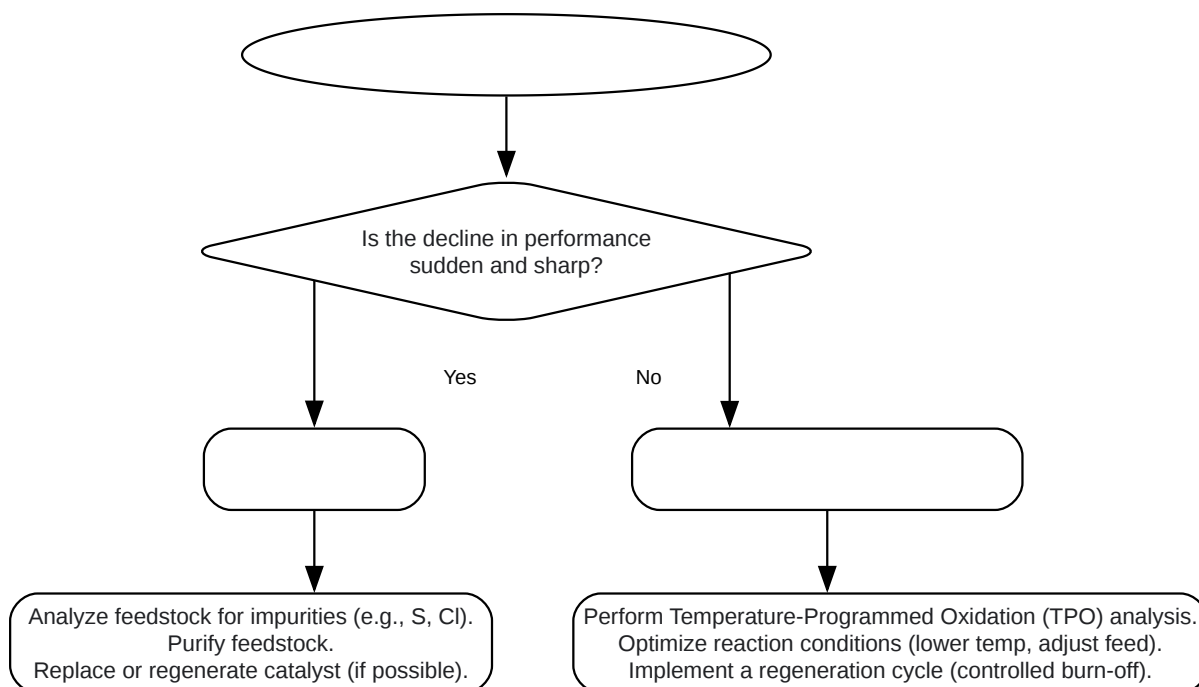 Is the decline in performance
sudden and sharp?
Yes
No
Analyze feedstock for impurities (e.g., S, Cl).
Purify feedstock.
Replace or regenerate catalyst (if possible).
Perform Temperature-Programmed Oxidation (TPO) analysis.
Optimize reaction conditions (lower temp, adjust feed).
Implement a regeneration cycle (controlled burn-off).